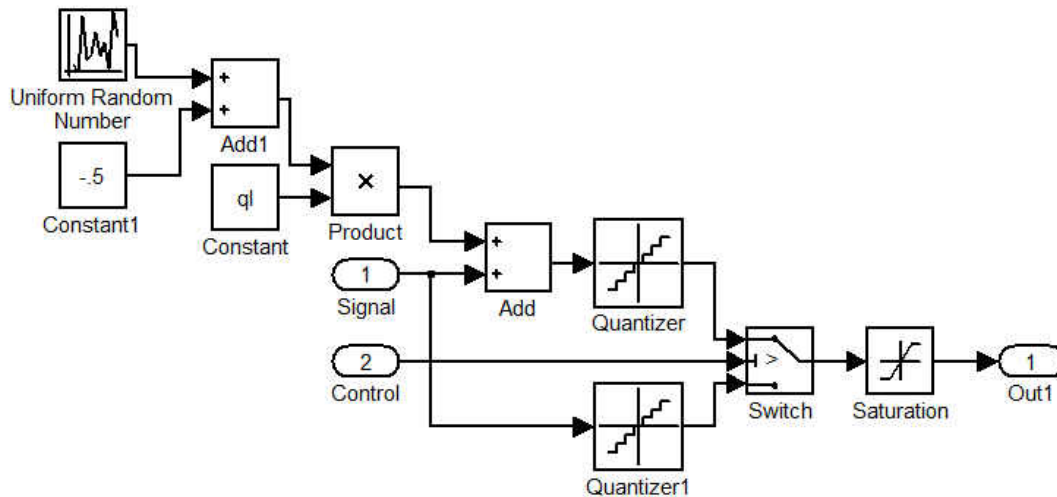 Uniform Random
Number
+
+
Add1
-.5
Constant1
ql
Constant
×
Product
1
Signal
+
+
Add
Quantizer
2
Control
>
Switch
Saturation
1
Out1
Quantizer1